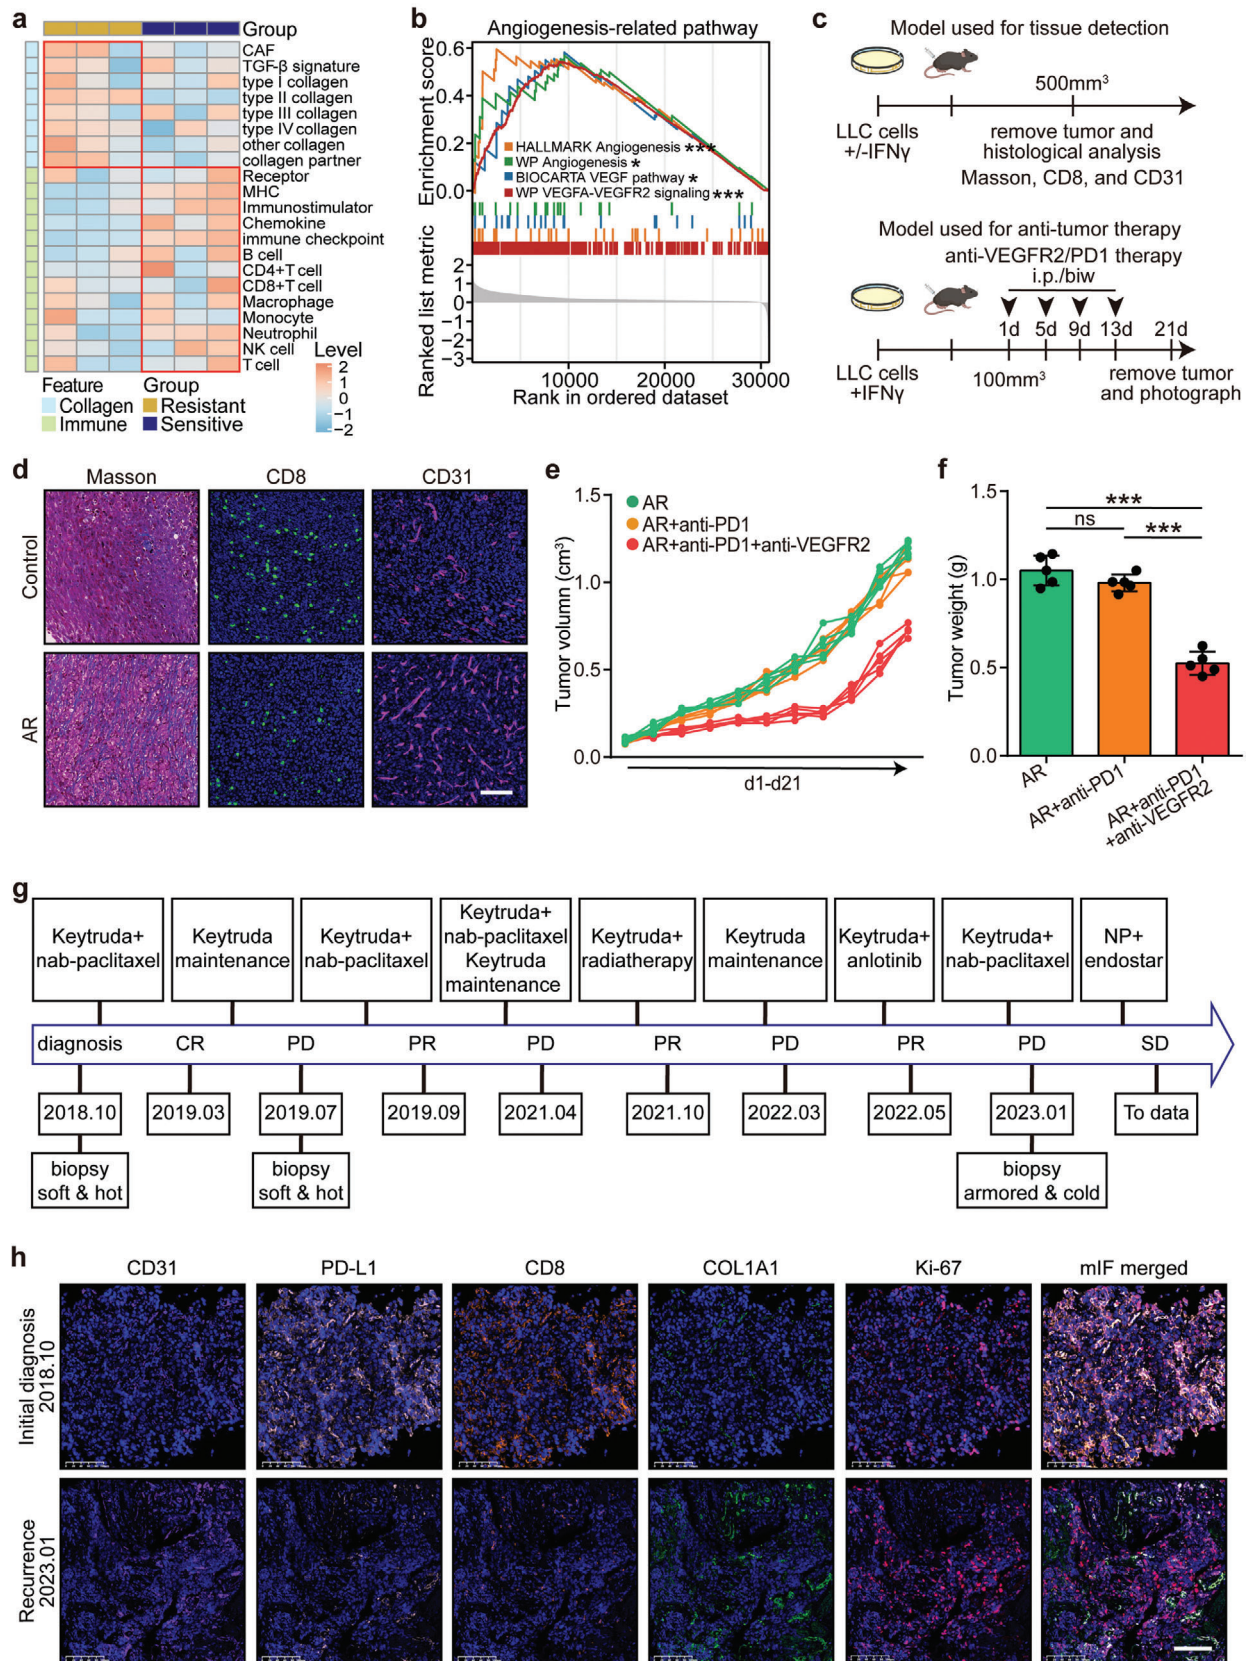 a
Group
CAF
TGF-β signature
type I collagen
type II collagen
type III collagen
type IV collagen
other collagen
collagen partner
Receptor
MHC
Immunostimulator
Chemokine
immune checkpoint
B cell
CD4+T cell
CD8+T cell
Macrophage
Monocyte
Neutrophil
NK cell
T cell
Level
2
1
0
−1
−2
Feature
Collagen
Immune
Group
Resistant
Sensitive
b
Angiogenesis-related pathway
Enrichment score
0.6
0.4
0.2
0.0
HALLMARK Angiogenesis ***
WP Angiogenesis *
BIOCARTA VEGF pathway *
WP VEGFA-VEGFR2 signaling ***
Ranked list metric
2
1
0
−1
−2
−3
10000
20000
30000
Rank in ordered dataset
c
Model used for tissue detection
500mm³
LLC cells
+/-IFNγ
remove tumor and
histological analysis
Masson, CD8, and CD31
Model used for anti-tumor therapy
anti-VEGFR2/PD1 therapy
i.p./biw
1d 5d 9d 13d 21d
LLC cells
+IFNγ
100mm³
remove tumor
and photograph
d
Masson CD8 CD31
Control
AR
e
Tumor volumn (cm³)
1.5
1.0
0.5
0.0
AR
AR+anti-PD1
AR+anti-PD1+anti-VEGFR2
d1-d21
f
Tumor weight (g)
1.5
1.0
0.5
0.0
***
ns
***
AR
AR+anti-PD1
AR+anti-PD1
+anti-VEGFR2
g
Keytruda+
nab-paclitaxel
Keytruda
maintenance
Keytruda+
nab-paclitaxel
Keytruda+
nab-paclitaxel
Keytruda
maintenance
Keytruda+
radiatherapy
Keytruda
maintenance
Keytruda+
anlotinib
Keytruda+
nab-paclitaxel
NP+
endostar
diagnosis CR PD PR PD PR PD PR PD SD
2018.10 2019.03 2019.07 2019.09 2021.04 2021.10 2022.03 2022.05 2023.01 To data
biopsy
soft & hot
biopsy
soft & hot
biopsy
armored & cold
h
CD31 PD-L1 CD8 COL1A1 Ki-67 mIF merged
Initial diagnosis
2018.10
Recurrence
2023.01